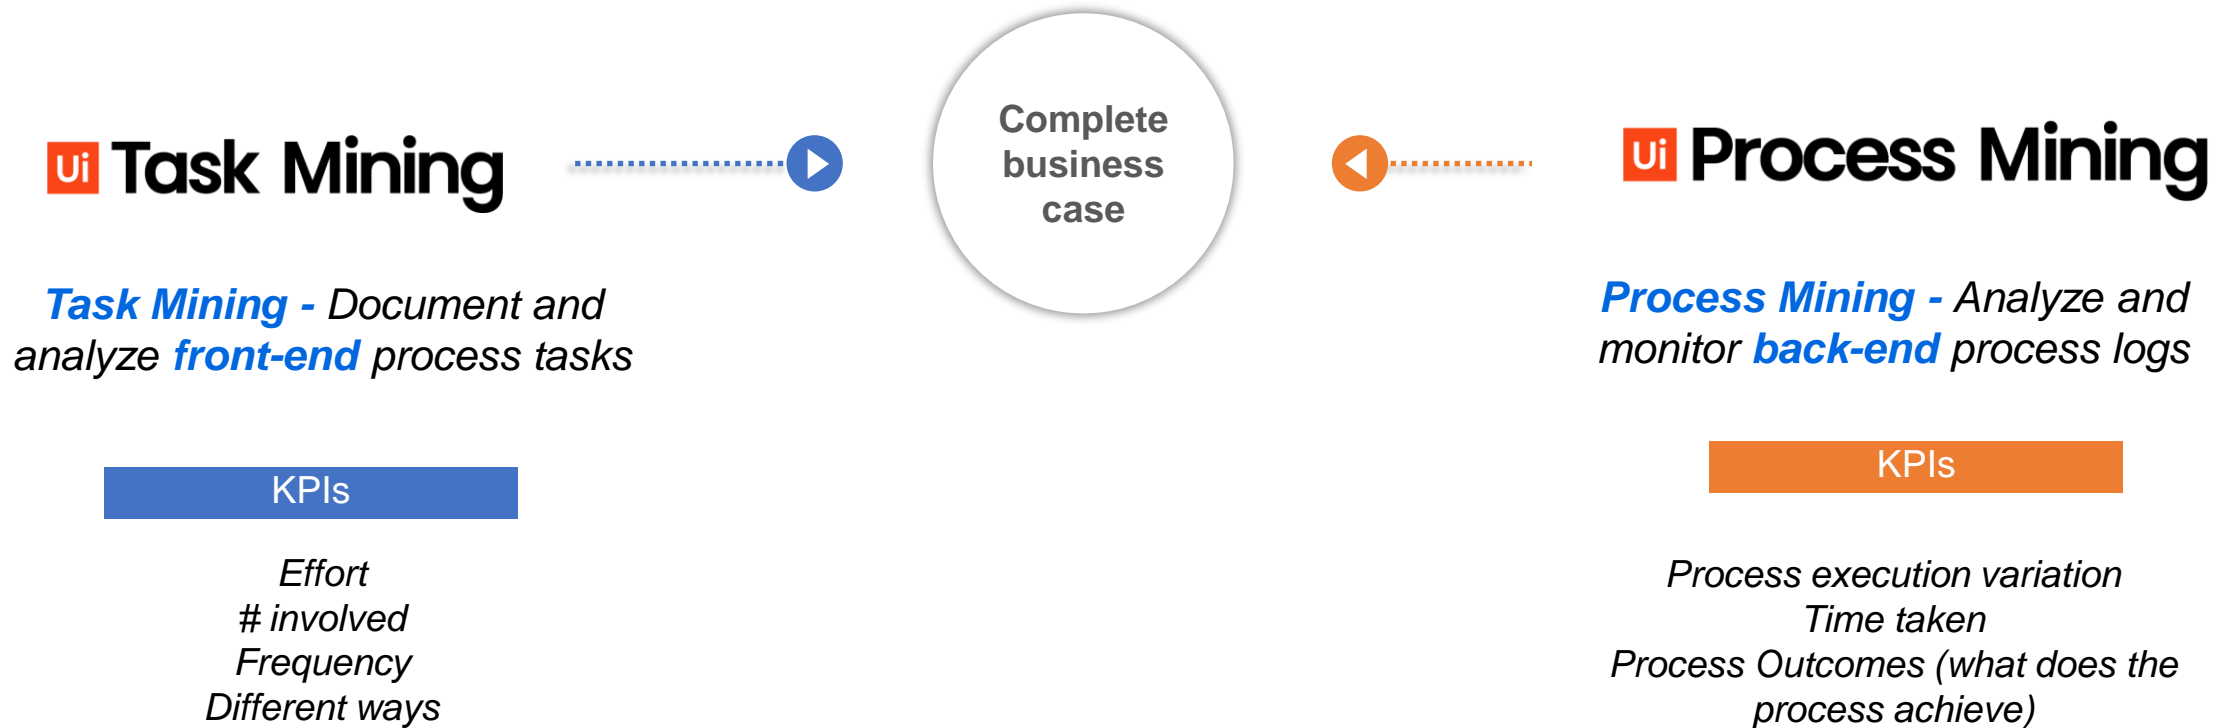 Ui Task Mining
Task Mining - Document and
analyze front-end process tasks
KPIs
Effort
# involved
Frequency
Different ways
Complete
business
case
Ui Process Mining
Process Mining - Analyze and
monitor back-end process logs
KPIs
Process execution variation
Time taken
Process Outcomes (what does the
process achieve)